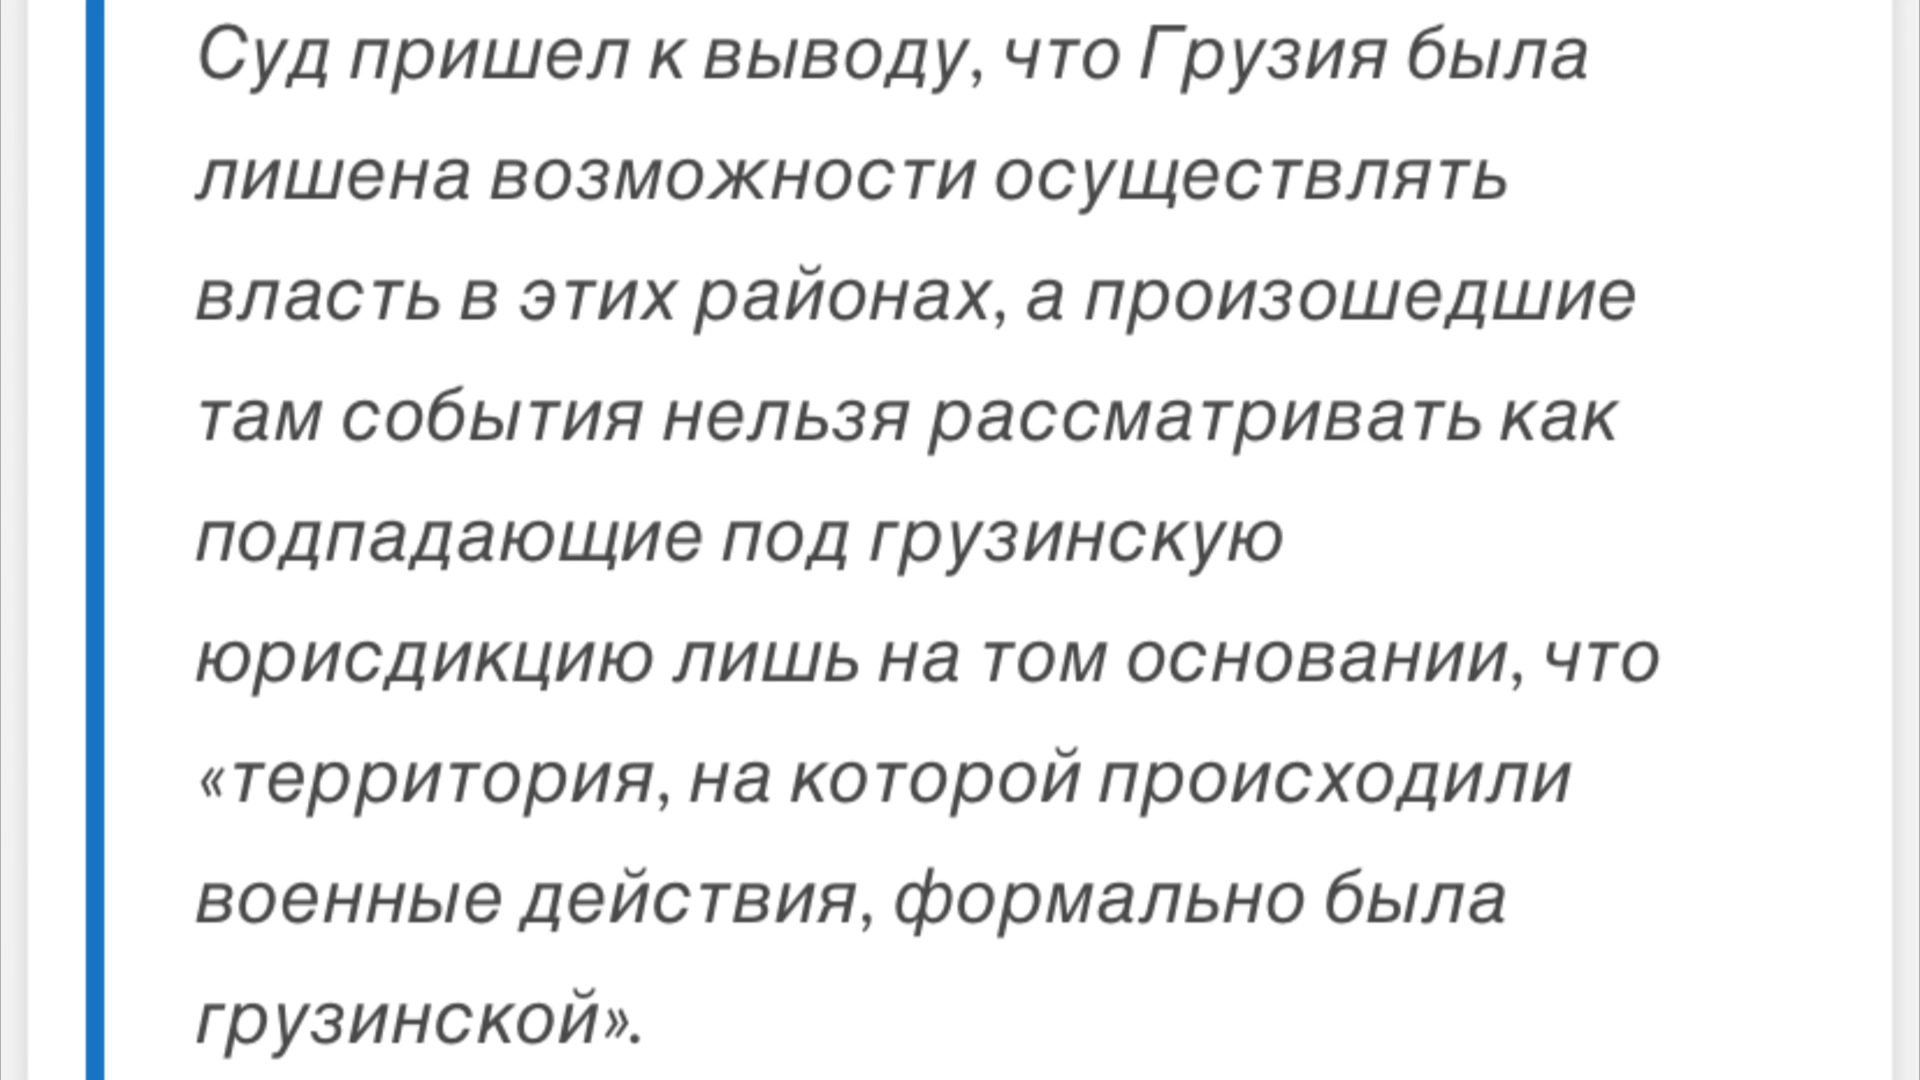 Суд пришел к выводу, что Грузия была
лишена возможности осуществлять
власть в этих районах, а произошедшие
там события нельзя рассматривать как
подпадающие под грузинскую
юрисдикцию лишь на том основании, что
«территория, на которой происходили
военные действия, формально была
грузинской».